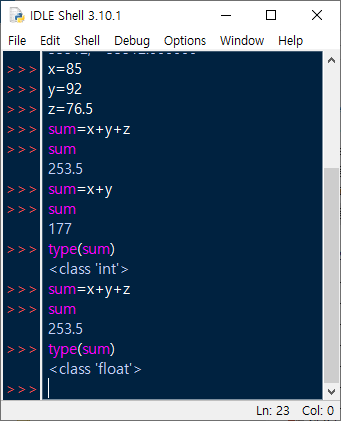 IDLE Shell 3.10.1
File Edit Shell Debug Options Window Help
>>> x=85
>>> y=92
>>> z=76.5
>>> sum=x+y+z
>>> sum
253.5
>>> sum=x+y
>>> sum
177
>>> type(sum)
<class 'int'>
>>> sum=x+y+z
>>> sum
253.5
>>> type(sum)
<class 'float'>
>>>
Ln: 23 Col: 0